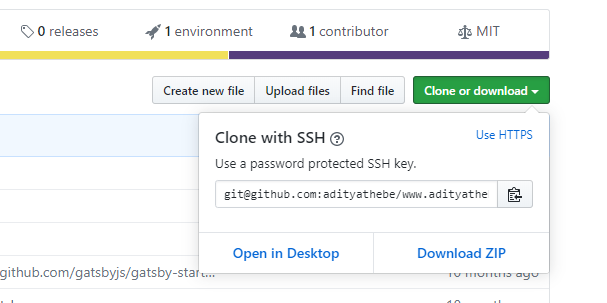 0 releases 1 environment 1 contributor MIT
Create new file Upload files Find file Clone or download
Clone with SSH Use HTTPS
Use a password protected SSH key.
git@github.com:adityathebe/www.adityathe
Open in Desktop Download ZIP
github.com/gatsbyjs/gatsby-start... 10 months ago